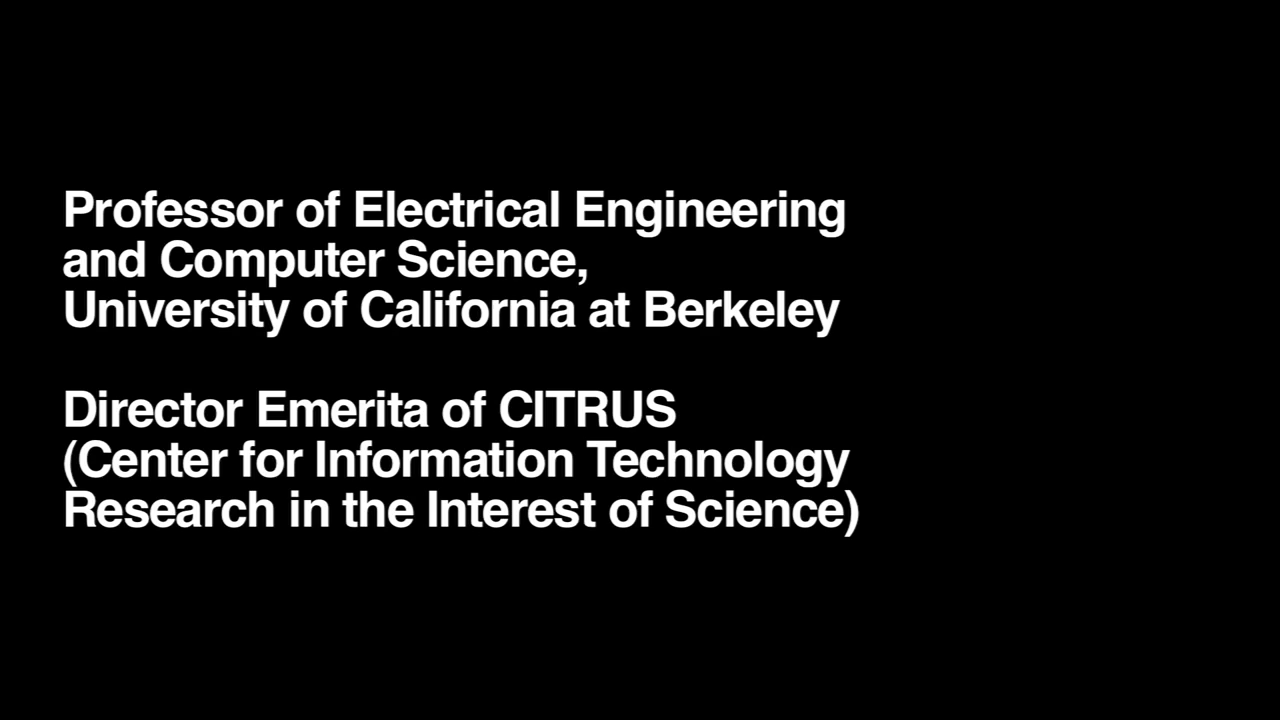 Professor of Electrical Engineering
and Computer Science,
University of California at Berkeley
Director Emerita of CITRUS
(Center for Information Technology
Research in the Interest of Science)